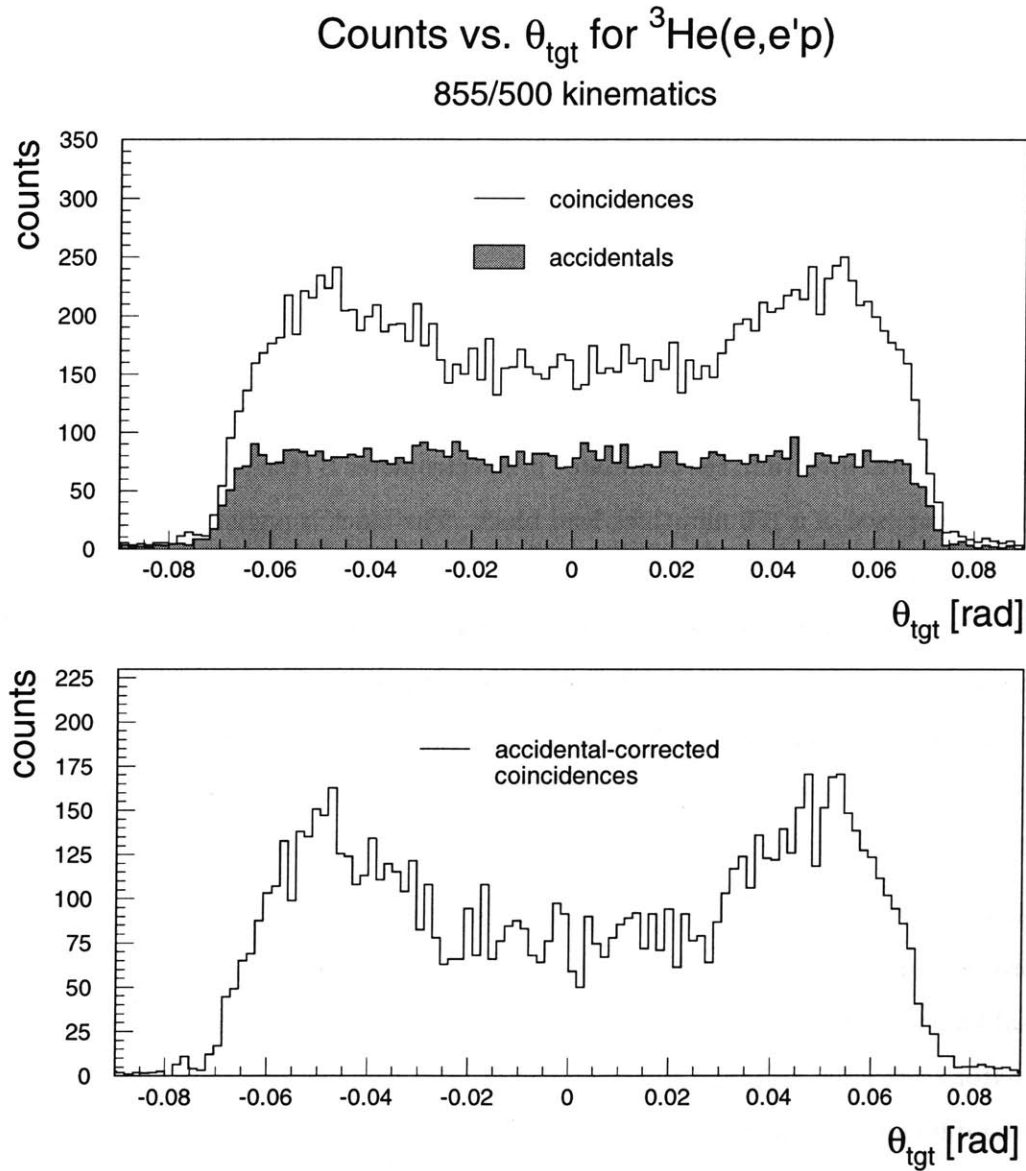 Counts vs. θtgt for ³He(e,e'p)
855/500 kinematics
counts
350
300
250
200
150
100
50
0
coincidences
accidentals
-0.08 -0.06 -0.04 -0.02 0 0.02 0.04 0.06 0.08
θtgt [rad]
counts
225
200
175
150
125
100
75
50
25
0
accidental-corrected
coincidences
-0.08 -0.06 -0.04 -0.02 0 0.02 0.04 0.06 0.08
θtgt [rad]